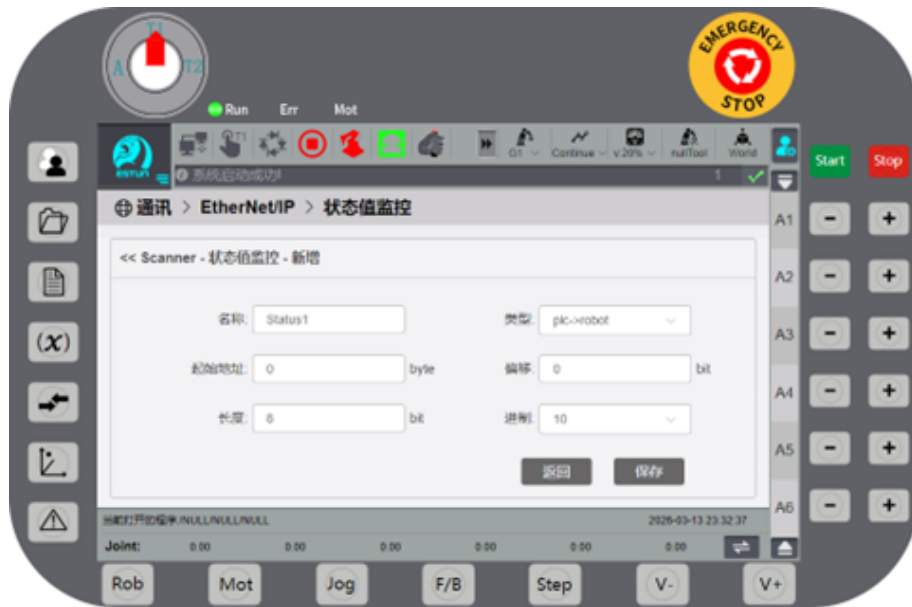 T1
A
T2
EMERGENCY
STOP
Run Err Mot
T1
G1 Continue v:20% nullTool World
ESTUN
系统启动成功! 1
Start Stop
通讯 > EtherNet/IP > 状态值监控
A1 - +
<< Scanner - 状态值监控 - 新增
A2 - +
名称: Status1 类型: plc->robot
(x)
A3 - +
起始地址: 0 byte 偏移: 0 bit
A4 - +
长度: 8 bit 进制: 10
A5 - +
返回 保存
A6 - +
当前打开的程序:/NULL/NULL/NULL 2026-03-13 23:32:37
Joint: 0.00 0.00 0.00 0.00 0.00 0.00
Rob Mot Jog F/B Step V- V+